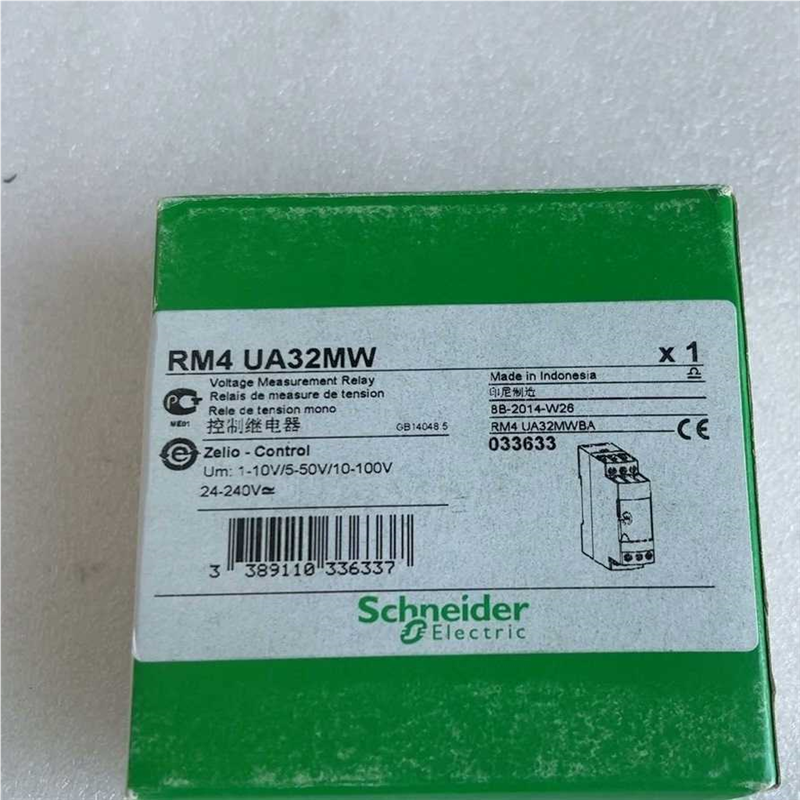 RM4 UA32MW
x 1
Voltage Measurement Relay
Relais de mesure de tension
Rele de tension mono
控制继电器
GB14048.5
ME01
Zelio - Control
Um: 1-10V/5-50V/10-100V
24-240V≃
Made in Indonesia
印尼制造
8B-2014-W26
RM4 UA32MWBA
CE
033633
3 389110 336337
Schneider
Electric